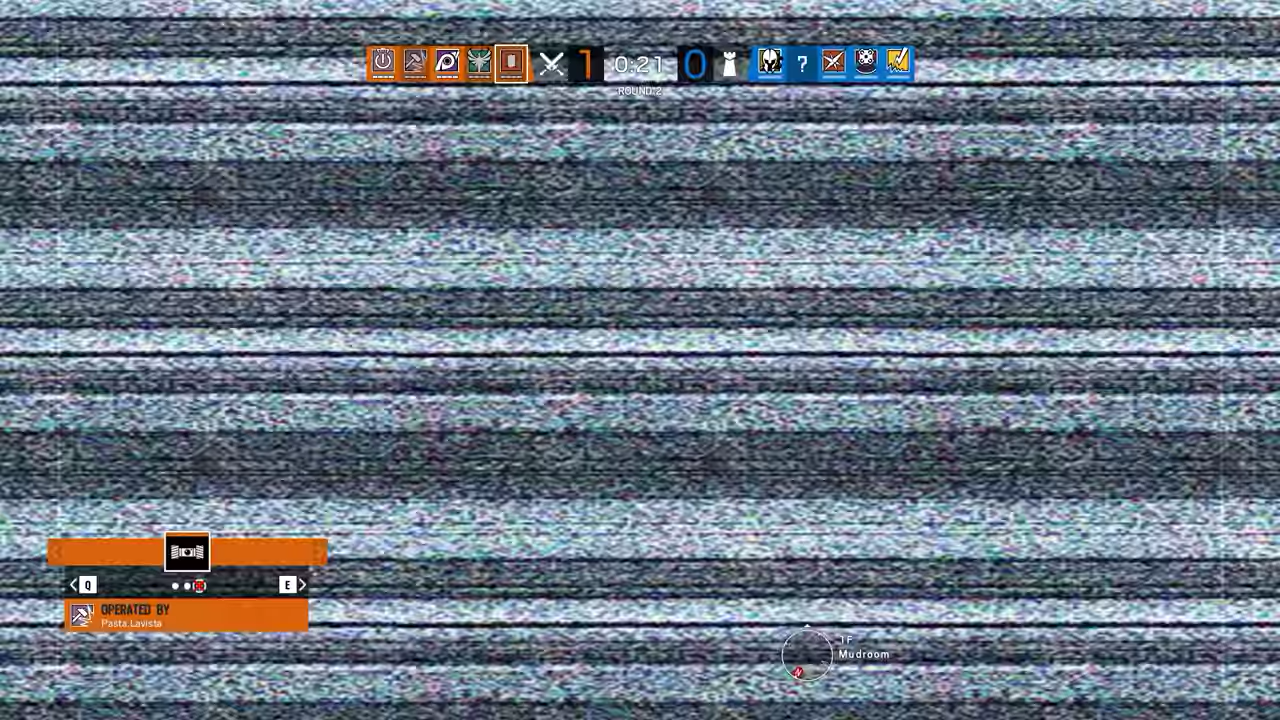 1 0:21 0 ?
ROUND 2
Q E
OPERATED BY
Pasta.Lavista
1F
Mudroom
N